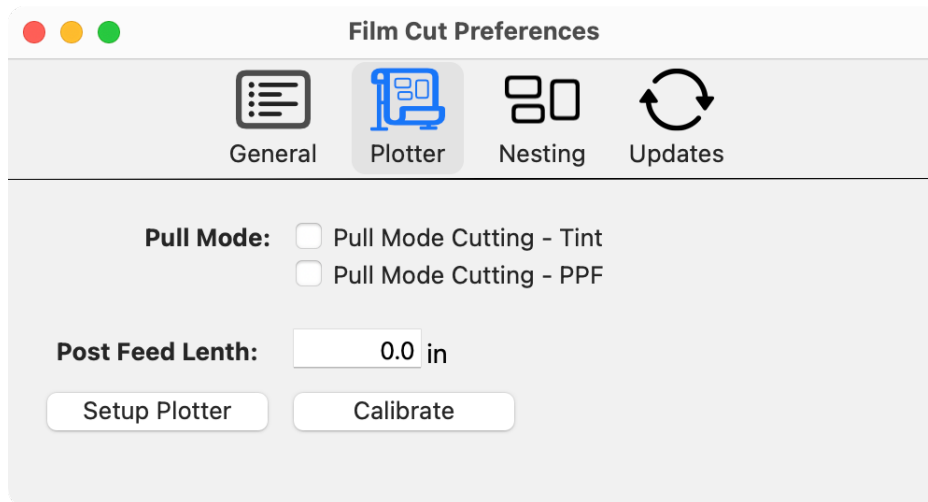 Film Cut Preferences
General Plotter Nesting Updates
Pull Mode: Pull Mode Cutting - Tint
Pull Mode Cutting - PPF
Post Feed Lenth: 0.0 in
Setup Plotter Calibrate